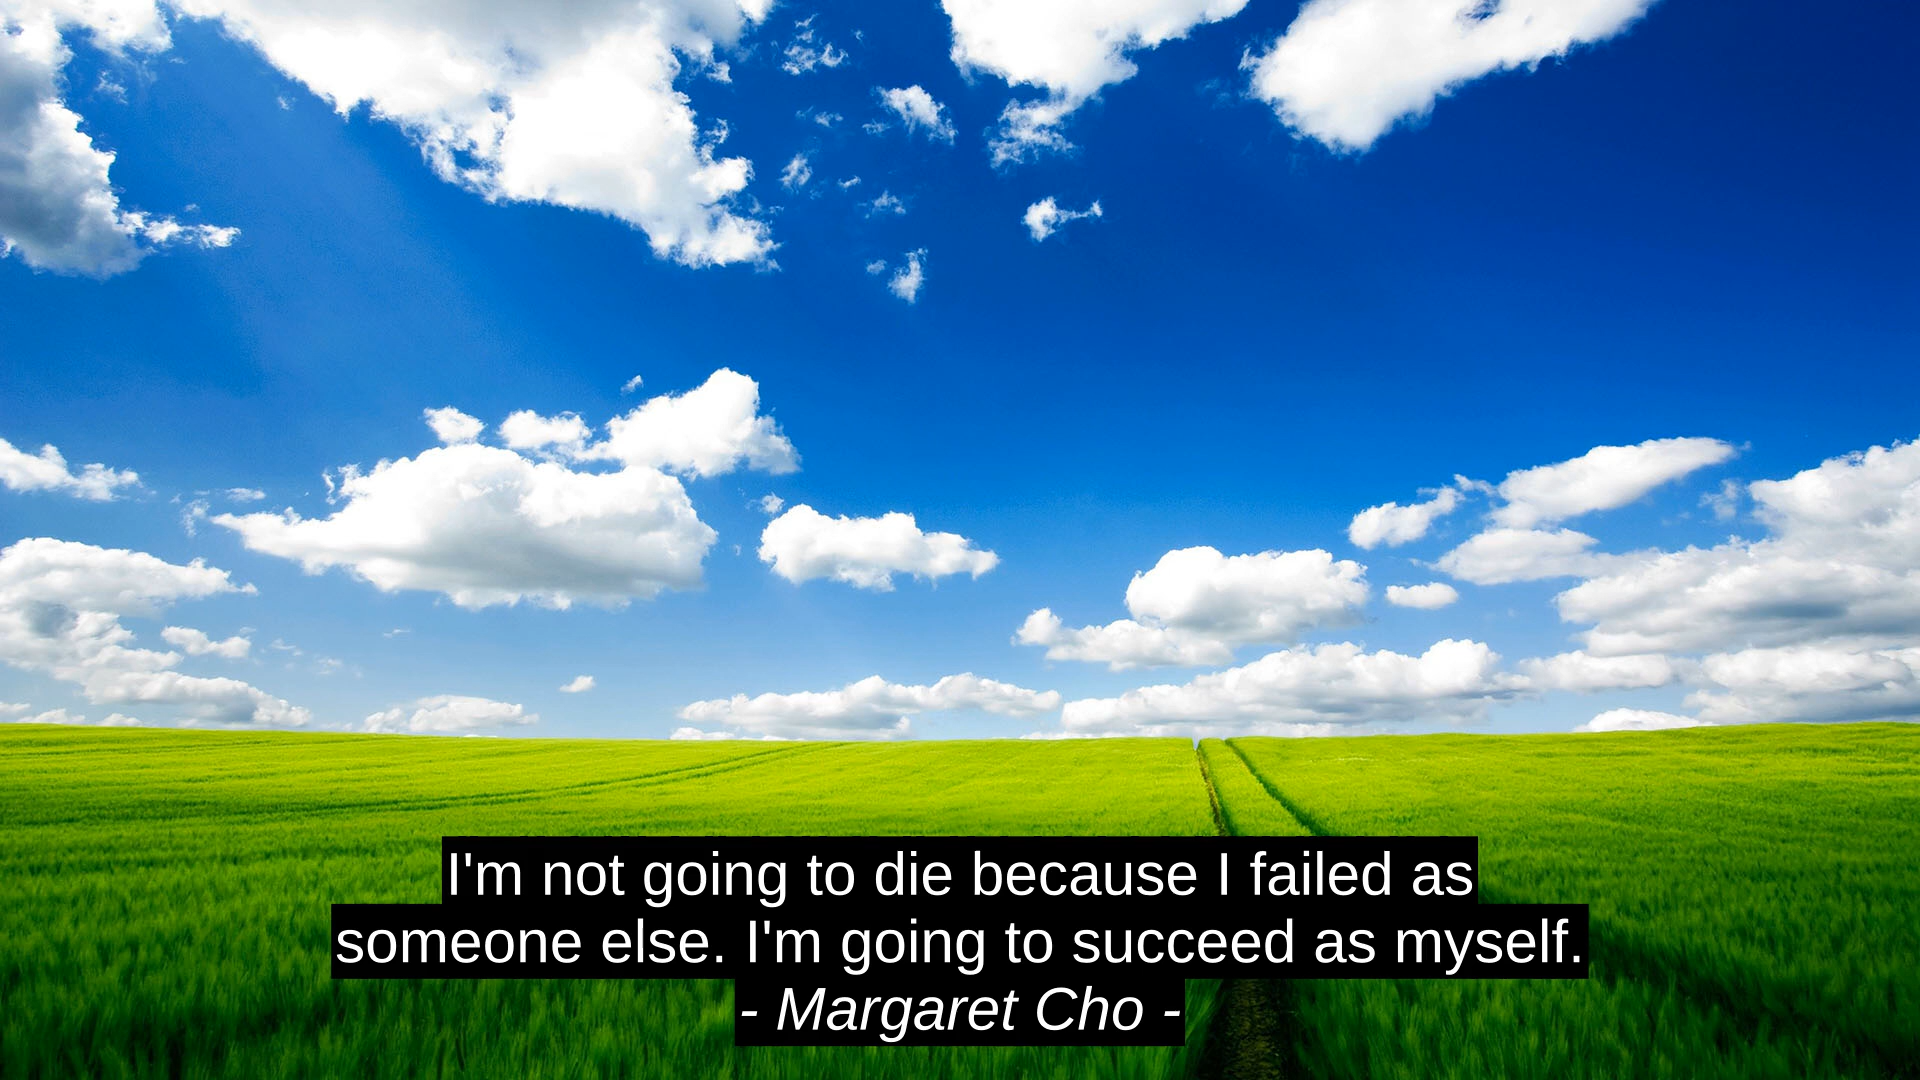 I'm not going to die because I failed as
someone else. I'm going to succeed as myself.
- Margaret Cho -